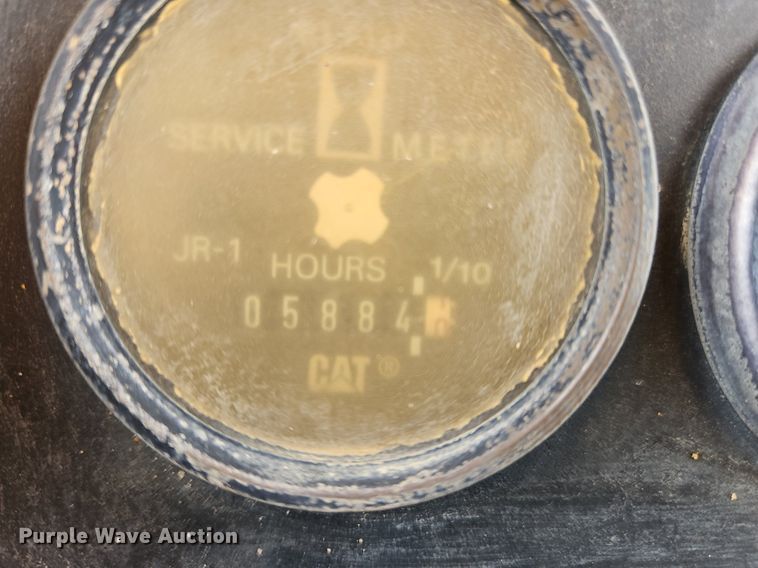 SERVICE METER
JR-1
HOURS 1/10
05884
CAT®
Purple Wave Auction